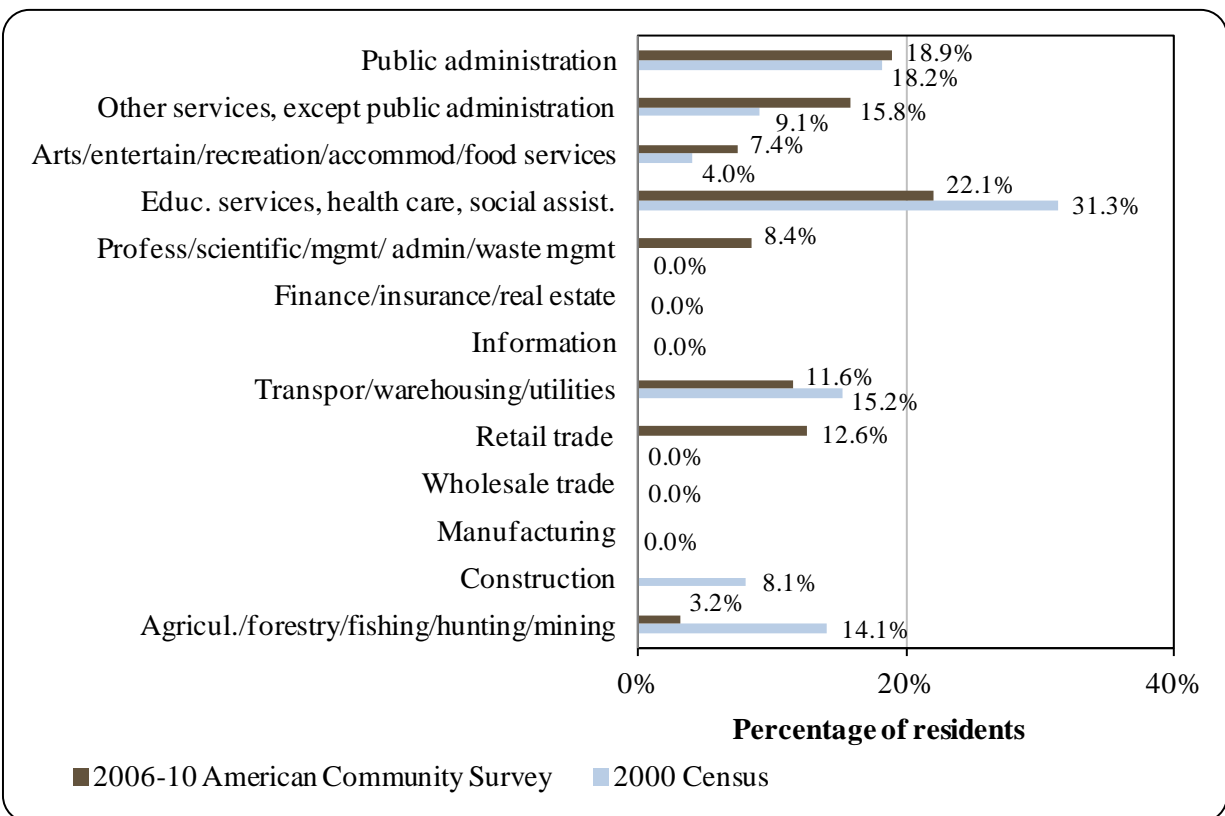 Public administration
18.9%
18.2%
Other services, except public administration
15.8%
9.1%
Arts/entertain/recreation/accommod/food services
7.4%
4.0%
Educ. services, health care, social assist.
22.1%
31.3%
Profess/scientific/mgmt/ admin/waste mgmt
8.4%
0.0%
Finance/insurance/real estate
0.0%
Information
0.0%
Transpor/warehousing/utilities
11.6%
15.2%
Retail trade
12.6%
0.0%
Wholesale trade
0.0%
Manufacturing
0.0%
Construction
8.1%
Agricul./forestry/fishing/hunting/mining
3.2%
14.1%
0% 20% 40%
Percentage of residents
2006-10 American Community Survey 2000 Census